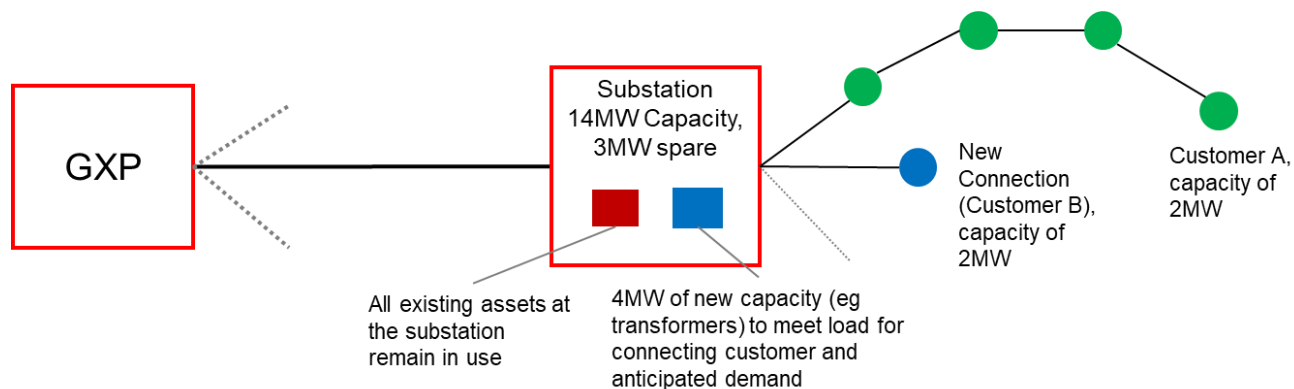 GXP
Substation
14MW Capacity,
3MW spare
New
Connection
(Customer B),
capacity of
2MW
Customer A,
capacity of
2MW
All existing assets at
the substation
remain in use
4MW of new capacity (eg
transformers) to meet load for
connecting customer and
anticipated demand